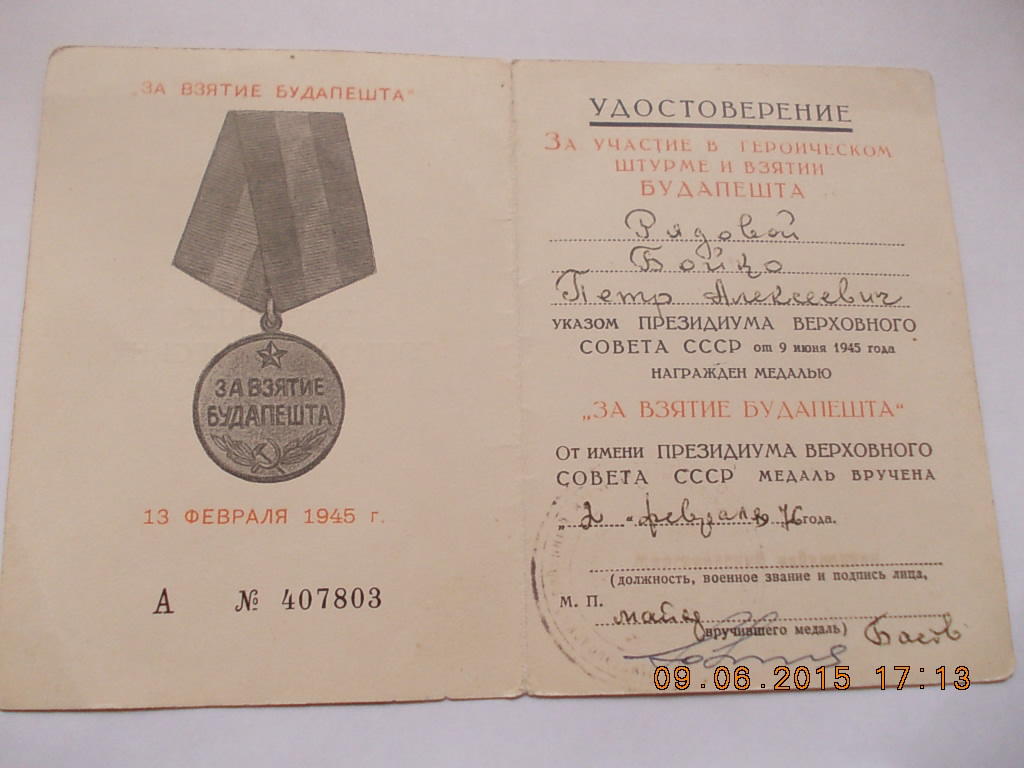 „ЗА ВЗЯТИЕ БУДАПЕШТА“
ЗА ВЗЯТИЕ
БУДАПЕШТА
13 ФЕВРАЛЯ 1945 г.
А № 407803
УДОСТОВЕРЕНИЕ
ЗА УЧАСТИЕ В ГЕРОИЧЕСКОМ
ШТУРМЕ И ВЗЯТИИ
БУДАПЕШТА
Рядовой
Бойко
Петр Алексеевич
УКАЗОМ ПРЕЗИДИУМА ВЕРХОВНОГО
СОВЕТА СССР от 9 июня 1945 года
НАГРАЖДЕН МЕДАЛЬЮ
„ЗА ВЗЯТИЕ БУДАПЕШТА“
ОТ ИМЕНИ ПРЕЗИДИУМА ВЕРХОВНОГО
СОВЕТА СССР МЕДАЛЬ ВРУЧЕНА
„2“ февраля 1976 года.
(должность, военное звание и подпись лица,
М. П. майор
вручившего медаль)
09.06.2015 17:13